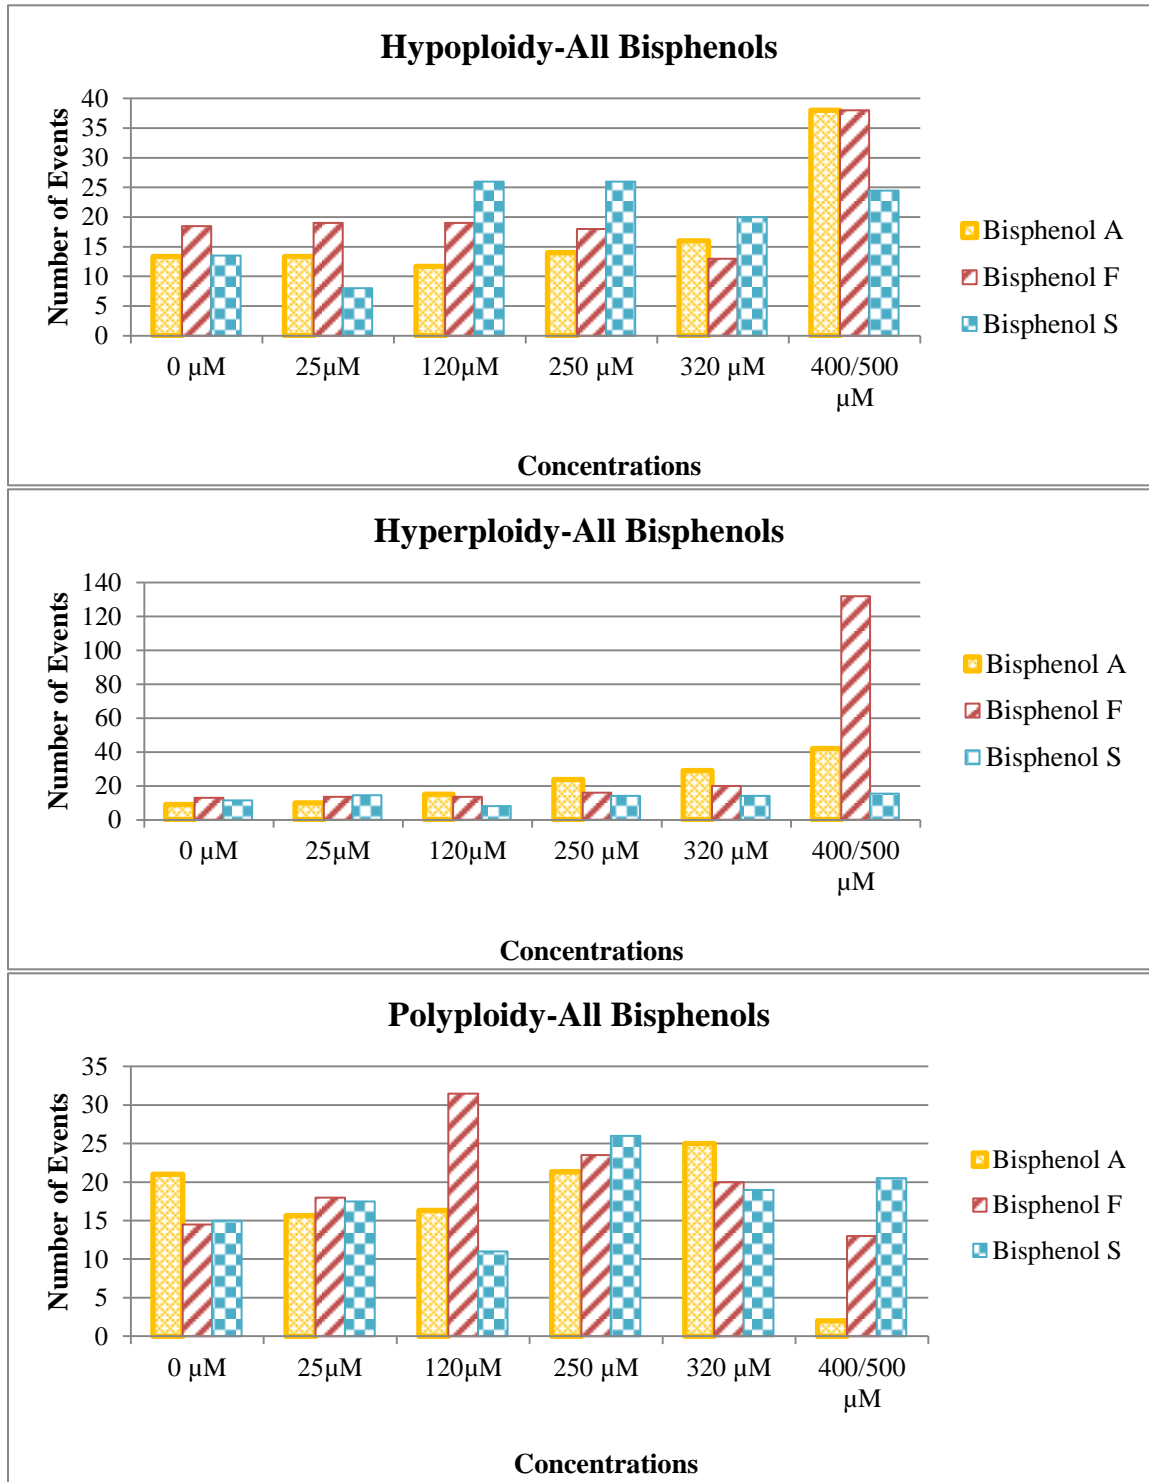 Hypoploidy-All Bisphenols
Number of Events
40
35
30
25
20
15
10
5
0
0 µM
25µM
120µM
250 µM
320 µM
400/500
µM
Concentrations
Bisphenol A
Bisphenol F
Bisphenol S
Hyperploidy-All Bisphenols
Number of Events
140
120
100
80
60
40
20
0
0 µM
25µM
120µM
250 µM
320 µM
400/500
µM
Concentrations
Bisphenol A
Bisphenol F
Bisphenol S
Polyploidy-All Bisphenols
Number of Events
35
30
25
20
15
10
5
0
0 µM
25µM
120µM
250 µM
320 µM
400/500
µM
Concentrations
Bisphenol A
Bisphenol F
Bisphenol S